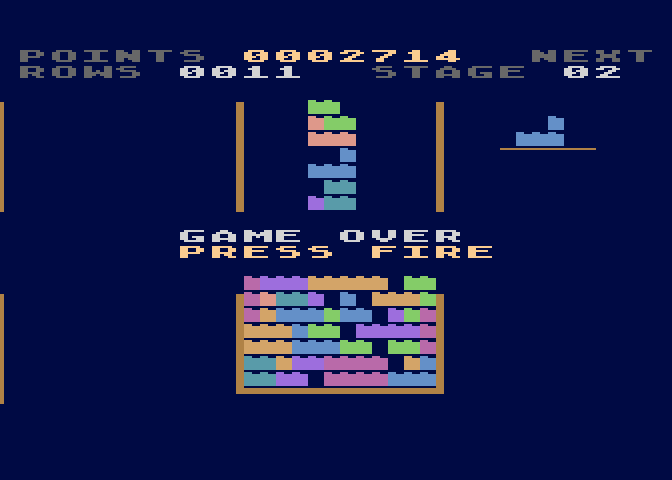 POINTS 0002714 NEXT
ROWS 0011 STAGE 02
GAME OVER
PRESS FIRE